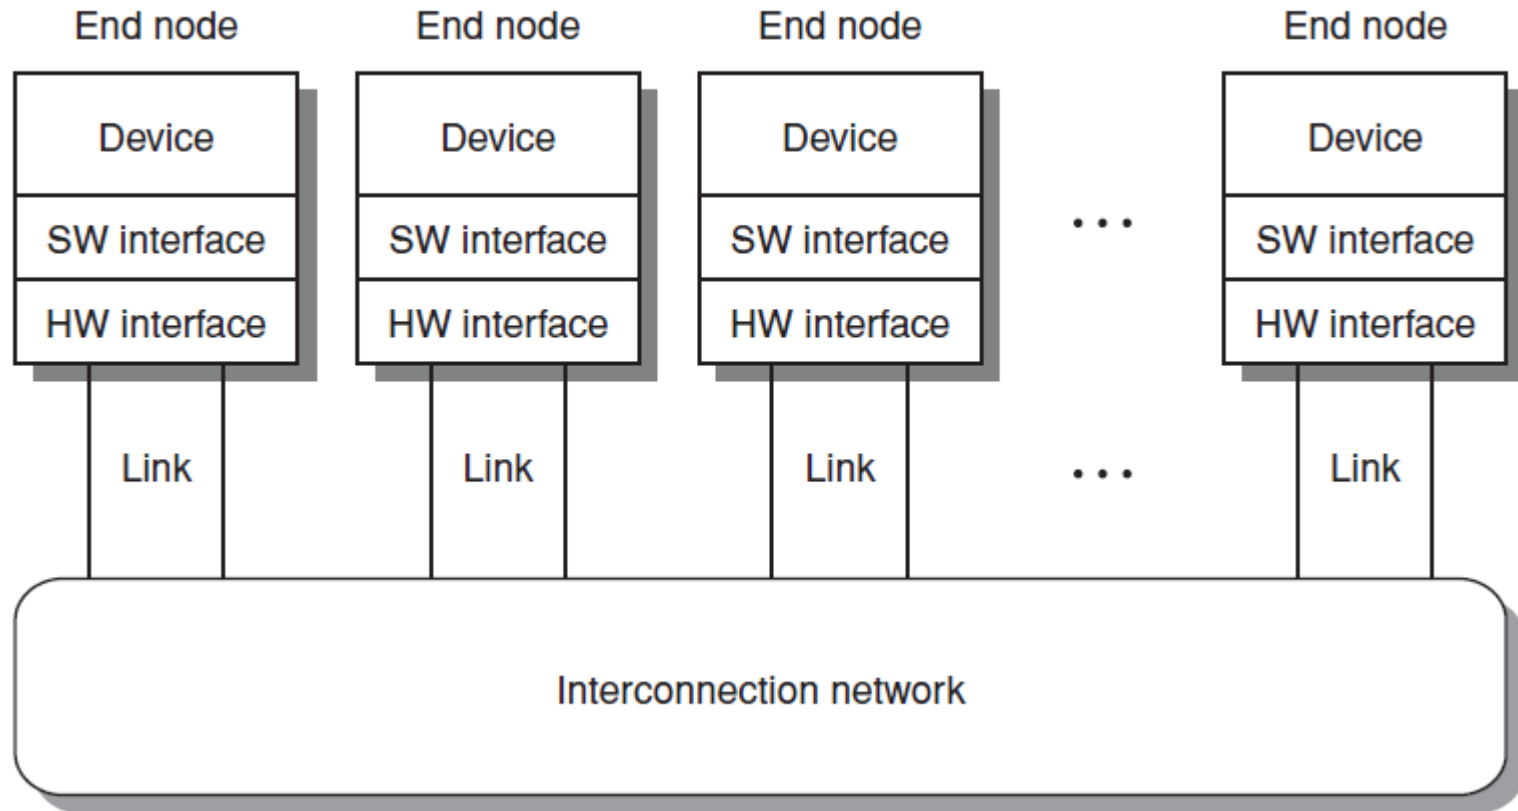 End node End node End node End node
Device Device Device Device
SW interface SW interface SW interface ... SW interface
HW interface HW interface HW interface HW interface
Link Link Link ... Link
Interconnection network